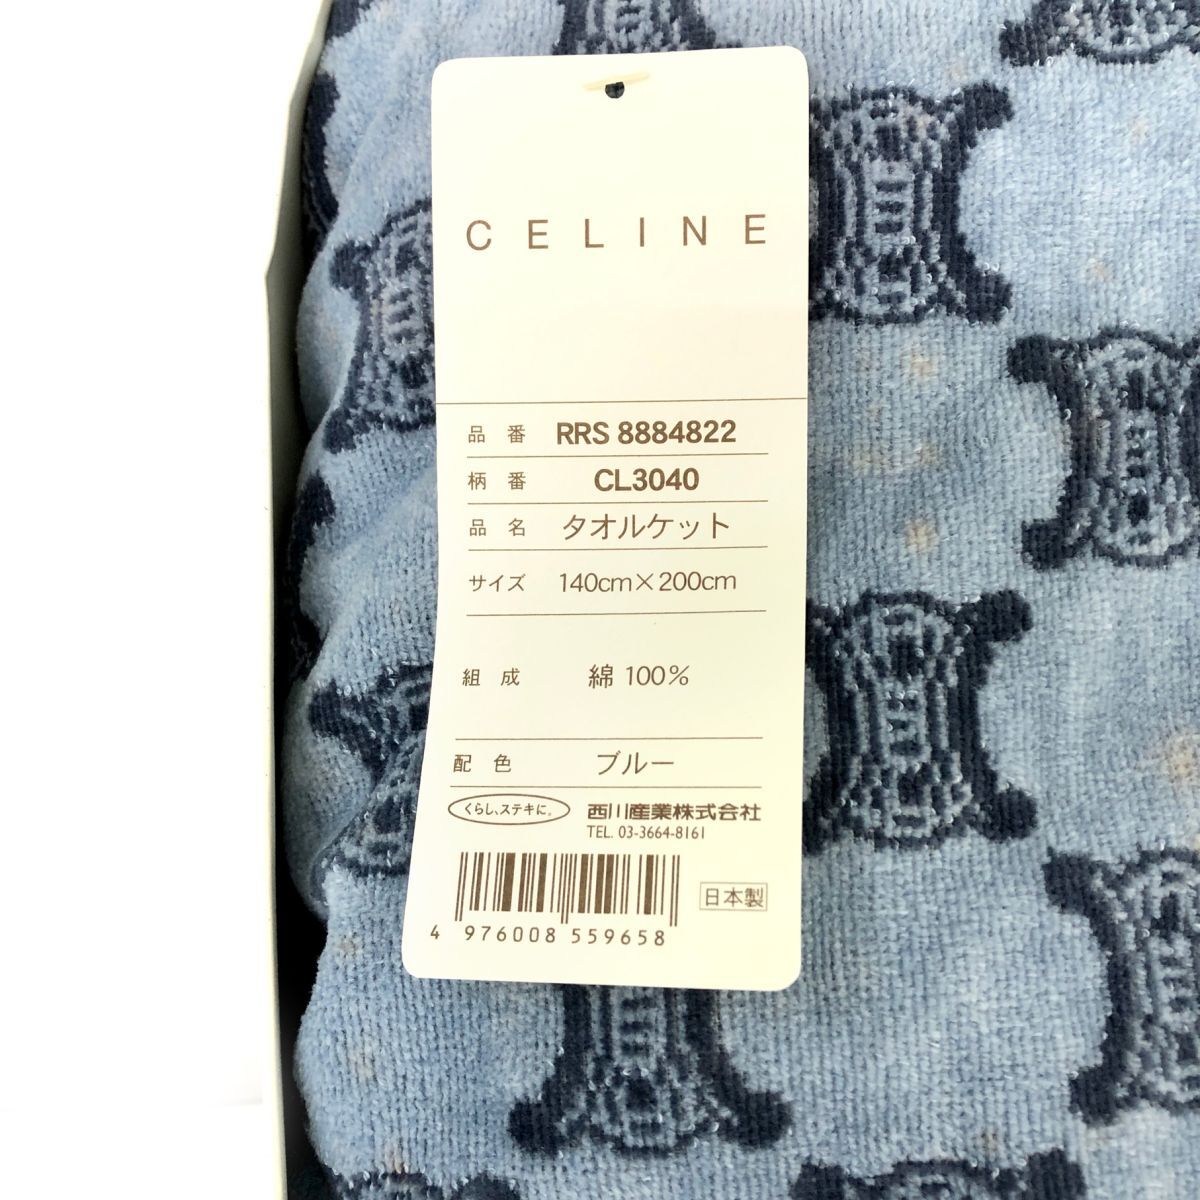 CELINE
品番 RRS 8884822
柄番 CL3040
品名 タオルケット
サイズ 140cm×200cm
組成 綿 100%
配色 ブルー
くらし、ステキに。 西川産業株式会社
TEL. 03-3664-8161
日本製
4 976008 559658